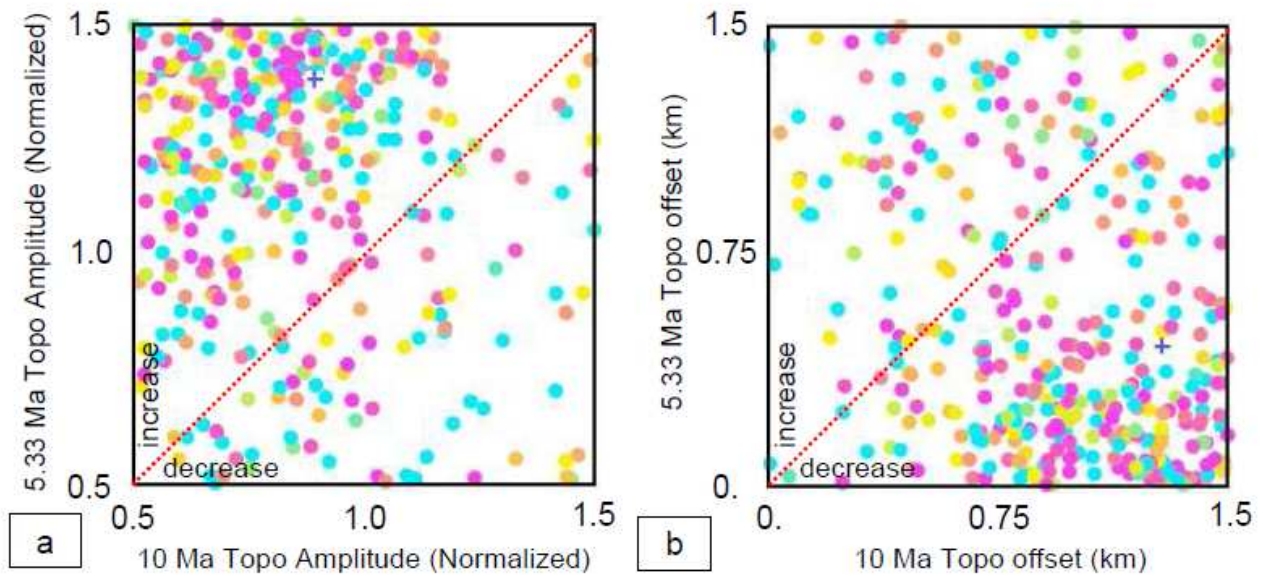 5.33 Ma Topo Amplitude (Normalized)
1.5
1.0
0.5
increase
decrease
0.5
1.0
1.5
10 Ma Topo Amplitude (Normalized)
a
5.33 Ma Topo offset (km)
1.5
0.75
0.
increase
decrease
0.
0.75
1.5
10 Ma Topo offset (km)
b